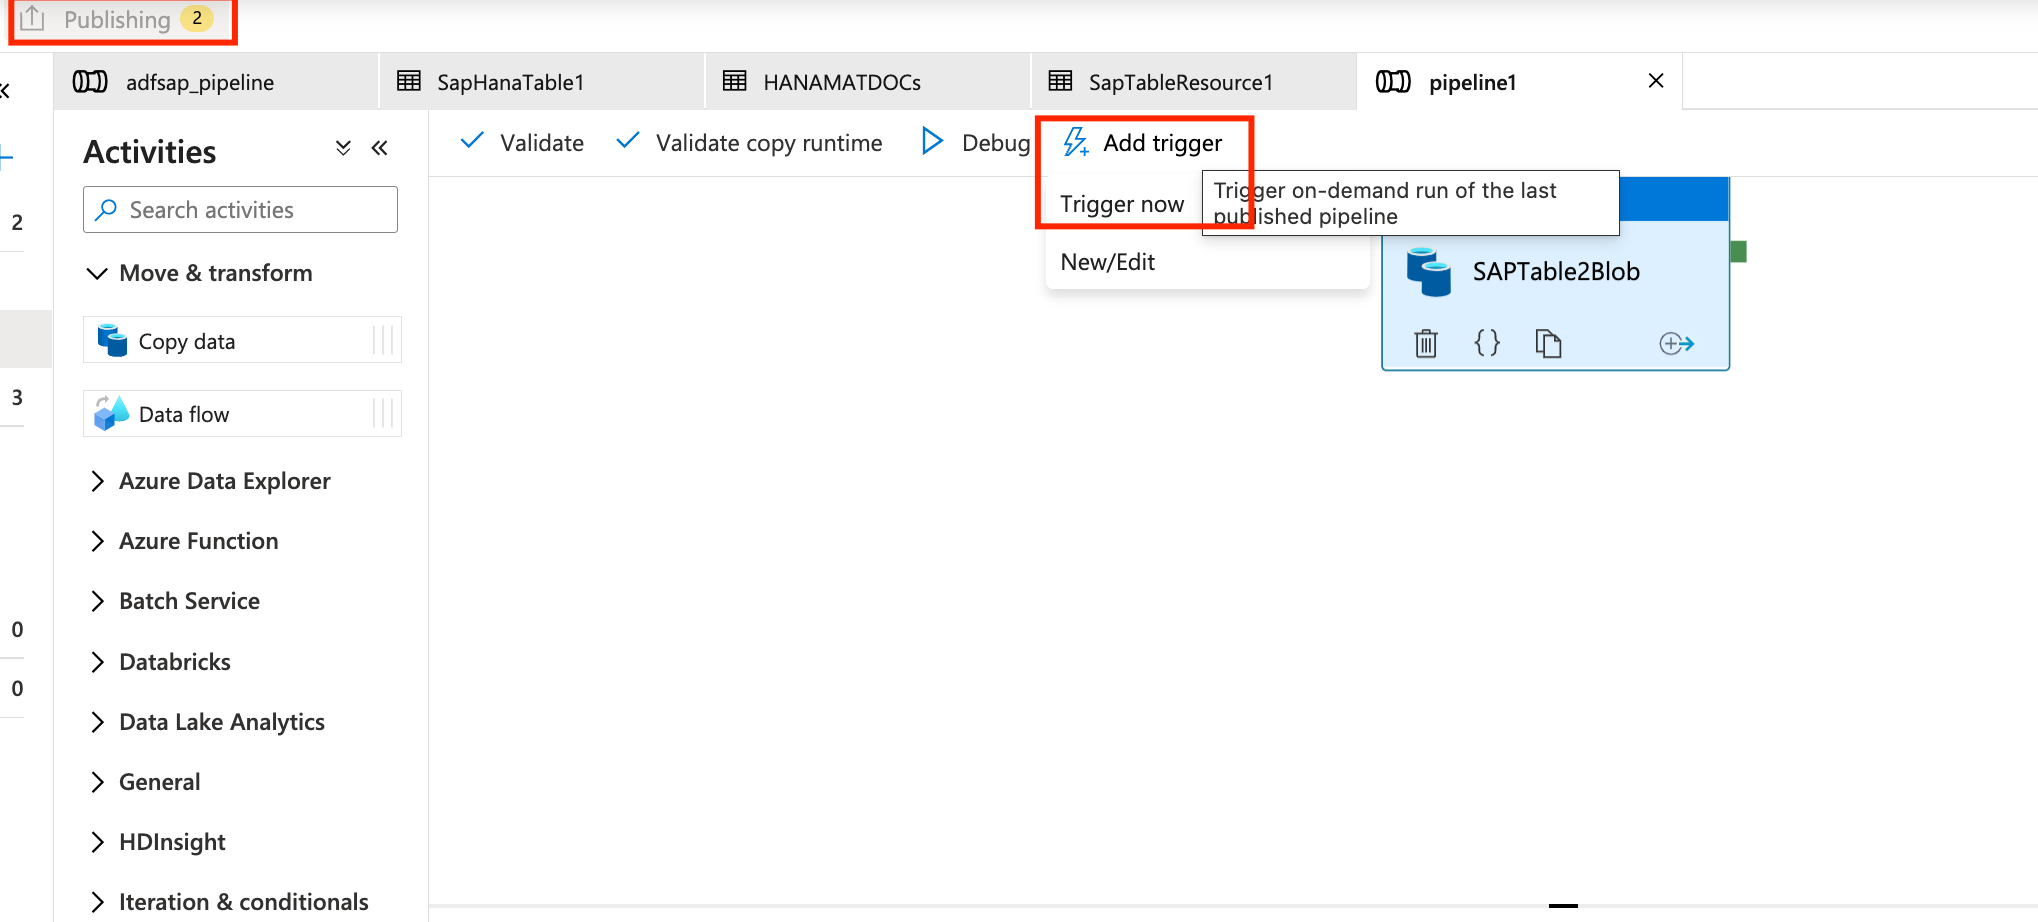 Publishing 2
adfsap_pipeline
SapHanaTable1
HANAMATDOCs
SapTableResource1
pipeline1
Activities
Validate
Validate copy runtime
Debug
Add trigger
Search activities
Trigger now
Trigger on-demand run of the last
published pipeline
2
New/Edit
Move & transform
SAPTable2Blob
Copy data
3
Data flow
Azure Data Explorer
Azure Function
Batch Service
0
Databricks
0
Data Lake Analytics
General
HDInsight
Iteration & conditionals